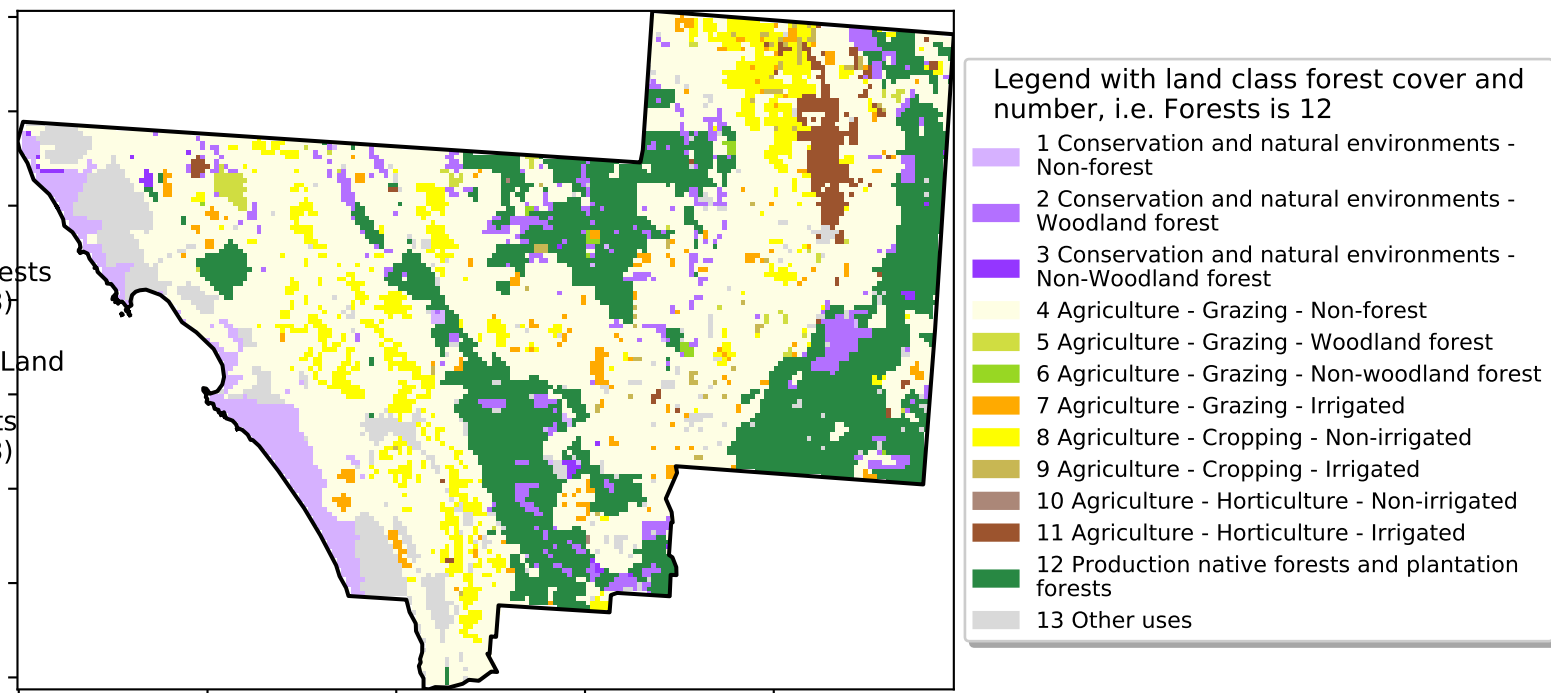 Legend with land class forest cover and
number, i.e. Forests is 12
1 Conservation and natural environments -
Non-forest
2 Conservation and natural environments -
Woodland forest
3 Conservation and natural environments -
Non-Woodland forest
4 Agriculture - Grazing - Non-forest
5 Agriculture - Grazing - Woodland forest
6 Agriculture - Grazing - Non-woodland forest
7 Agriculture - Grazing - Irrigated
8 Agriculture - Cropping - Non-irrigated
9 Agriculture - Cropping - Irrigated
10 Agriculture - Horticulture - Non-irrigated
11 Agriculture - Horticulture - Irrigated
12 Production native forests and plantation
forests
13 Other uses
ests
)
Land
ts
)